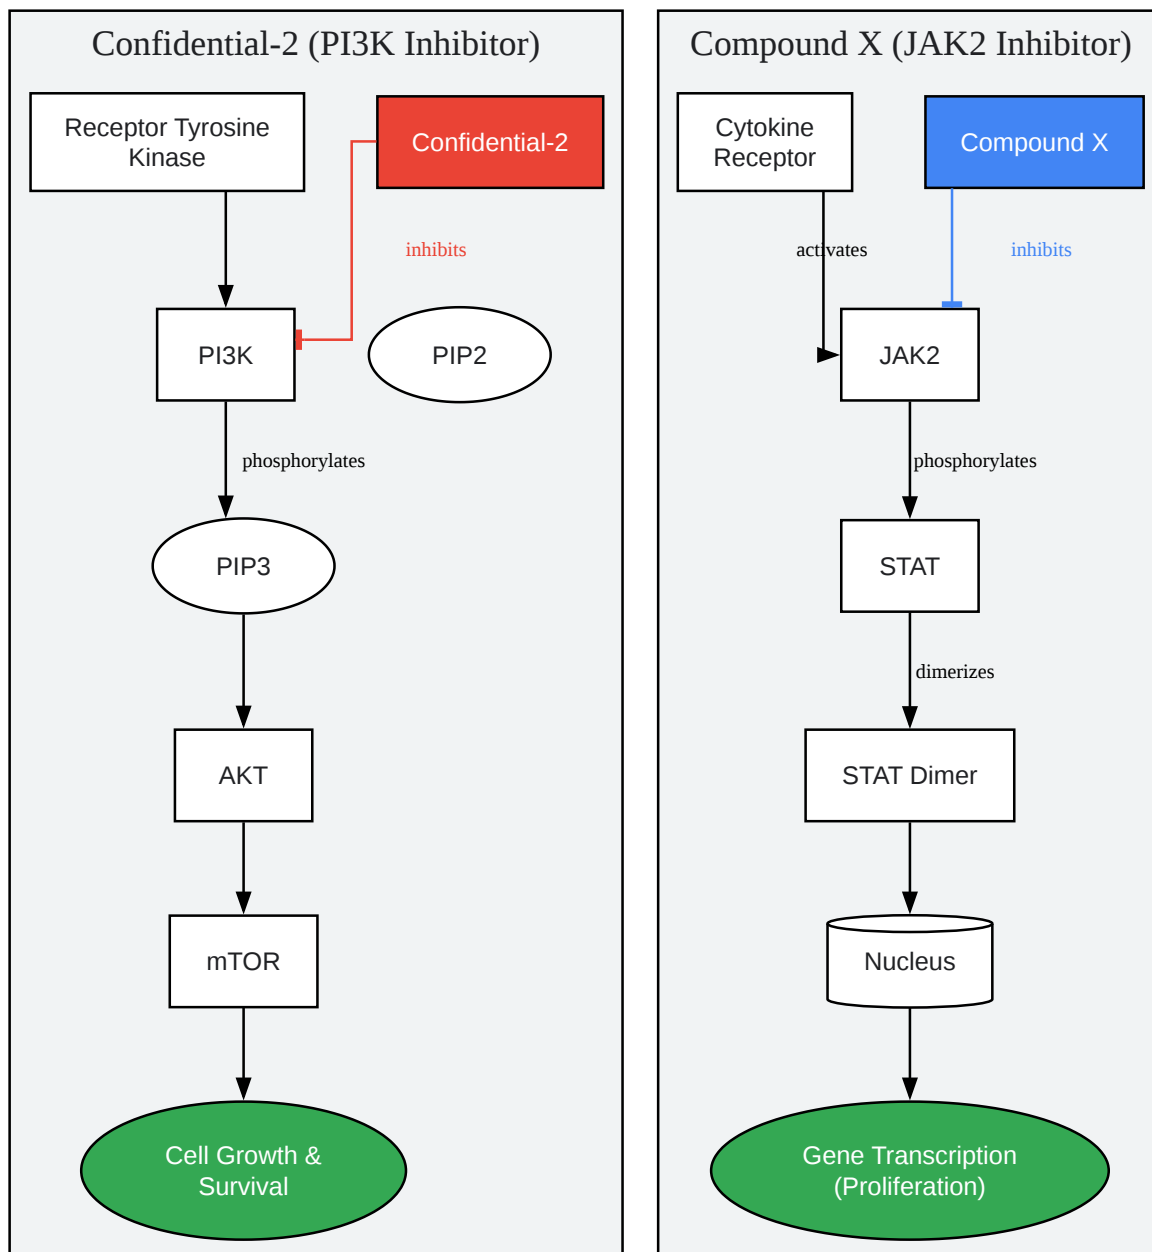 Confidential-2 (PI3K Inhibitor)
Receptor Tyrosine
Kinase
Confidential-2
inhibits
PI3K
PIP2
phosphorylates
PIP3
AKT
mTOR
Cell Growth &
Survival
Compound X (JAK2 Inhibitor)
Cytokine
Receptor
Compound X
activates
inhibits
JAK2
phosphorylates
STAT
dimerizes
STAT Dimer
Nucleus
Gene Transcription
(Proliferation)